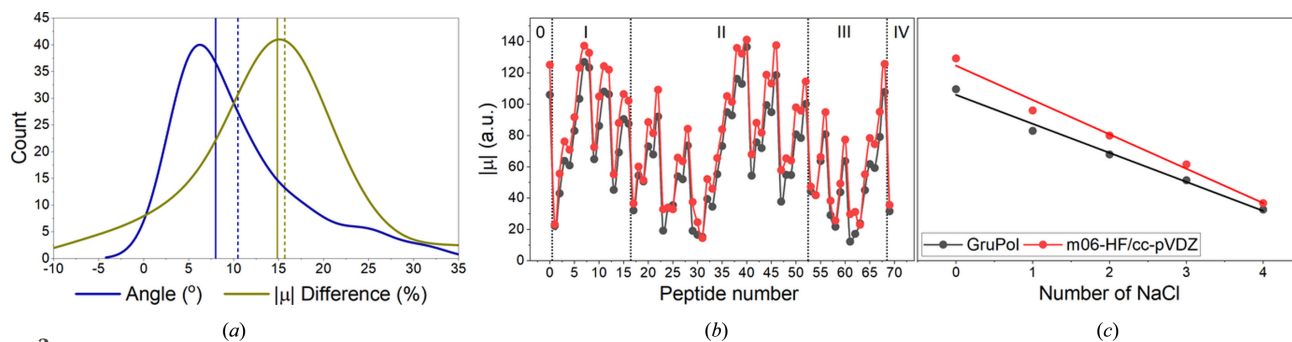 45
40
35
30
25
20
15
10
5
0
Count
-10 -5 0 5 10 15 20 25 30 35
Angle (°) |μ| Difference (%)
(a)
0 I II III IV
140
120
100
80
60
40
20
0
|μ| (a.u.)
0 5 10 15 20 25 30 35 40 45 50 55 60 65 70
Peptide number
(b)
GruPol m06-HF/cc-pVDZ
0 1 2 3 4
Number of NaCl
(c)